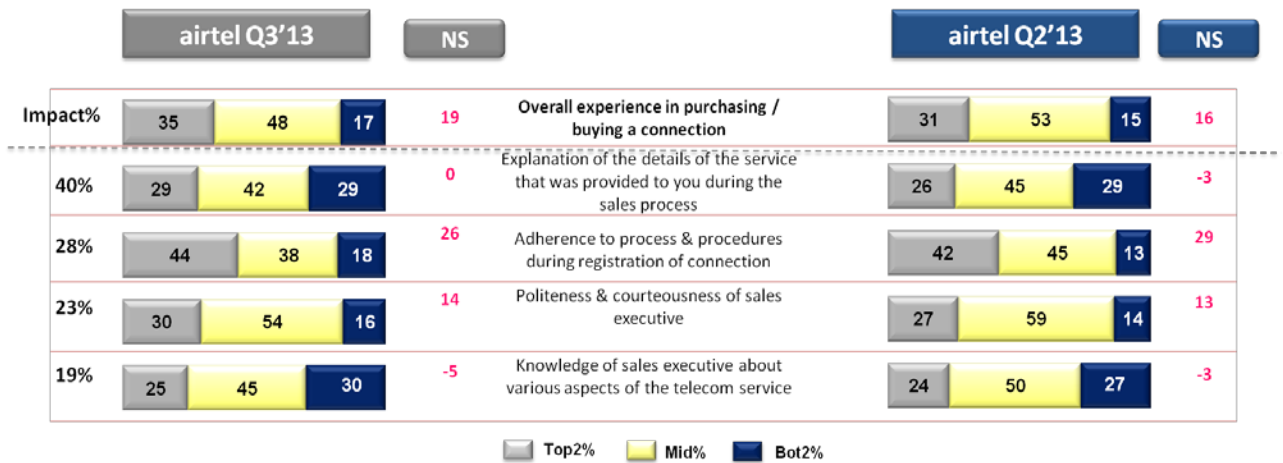 airtel Q3'13 NS airtel Q2'13 NS
Impact% 35 48 17 19 Overall experience in purchasing / 31 53 15 16
buying a connection
40% 29 42 29 0 Explanation of the details of the service 26 45 29 -3
that was provided to you during the
sales process
28% 44 38 18 26 Adherence to process & procedures 42 45 13 29
during registration of connection
23% 30 54 16 14 Politeness & courteousness of sales 27 59 14 13
executive
19% 25 45 30 -5 Knowledge of sales executive about 24 50 27 -3
various aspects of the telecom service
Top2% Mid% Bot2%